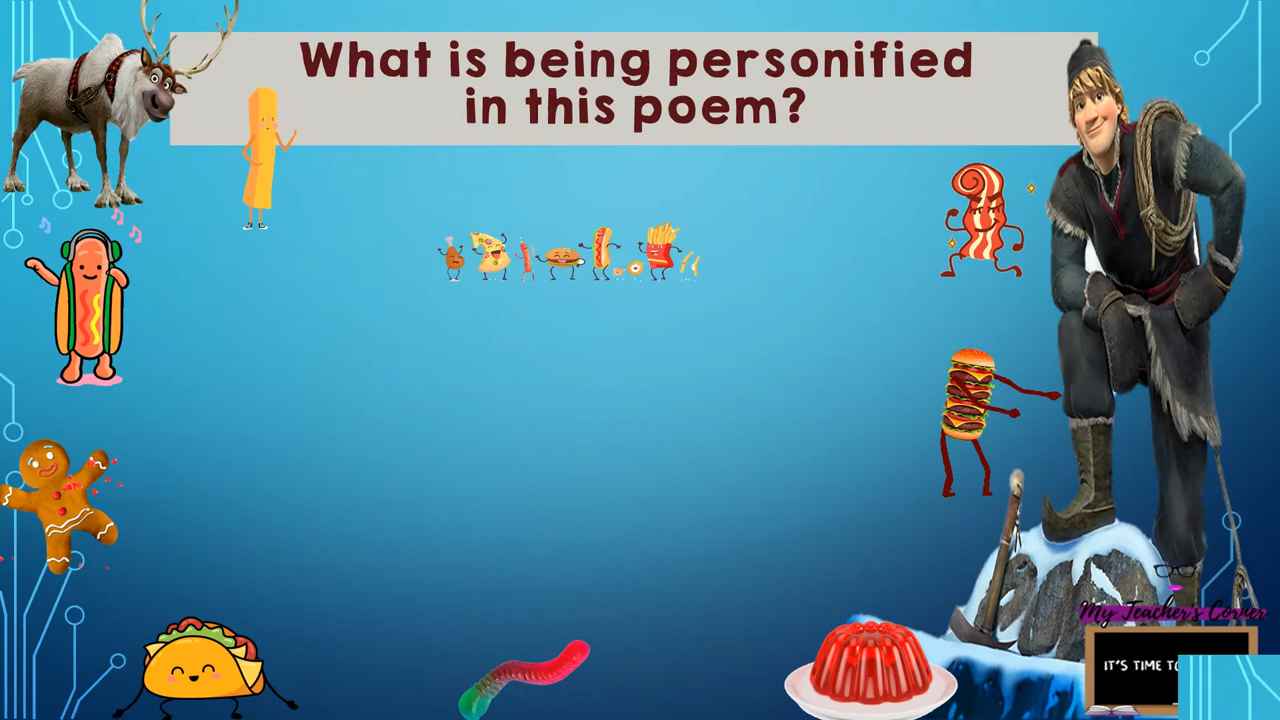 What is being personified
in this poem?
My Teacher's Corner
IT'S TIME TO